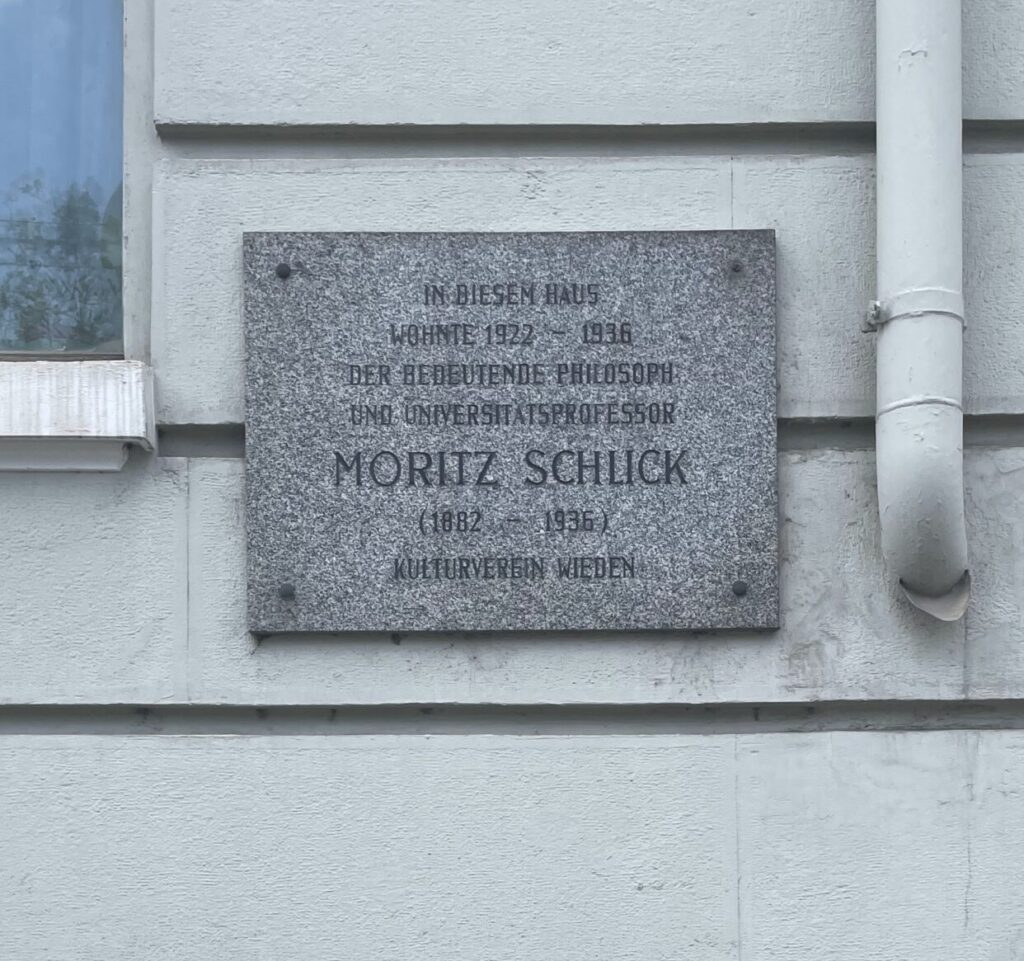 IN DIESEM HAUS
WOHNTE 1922 – 1936
DER BEDEUTENDE PHILOSOPH
UND UNIVERSITÄTSPROFESSOR
MORITZ SCHLICK
(1882 – 1936)
KULTURVEREIN WIEDEN